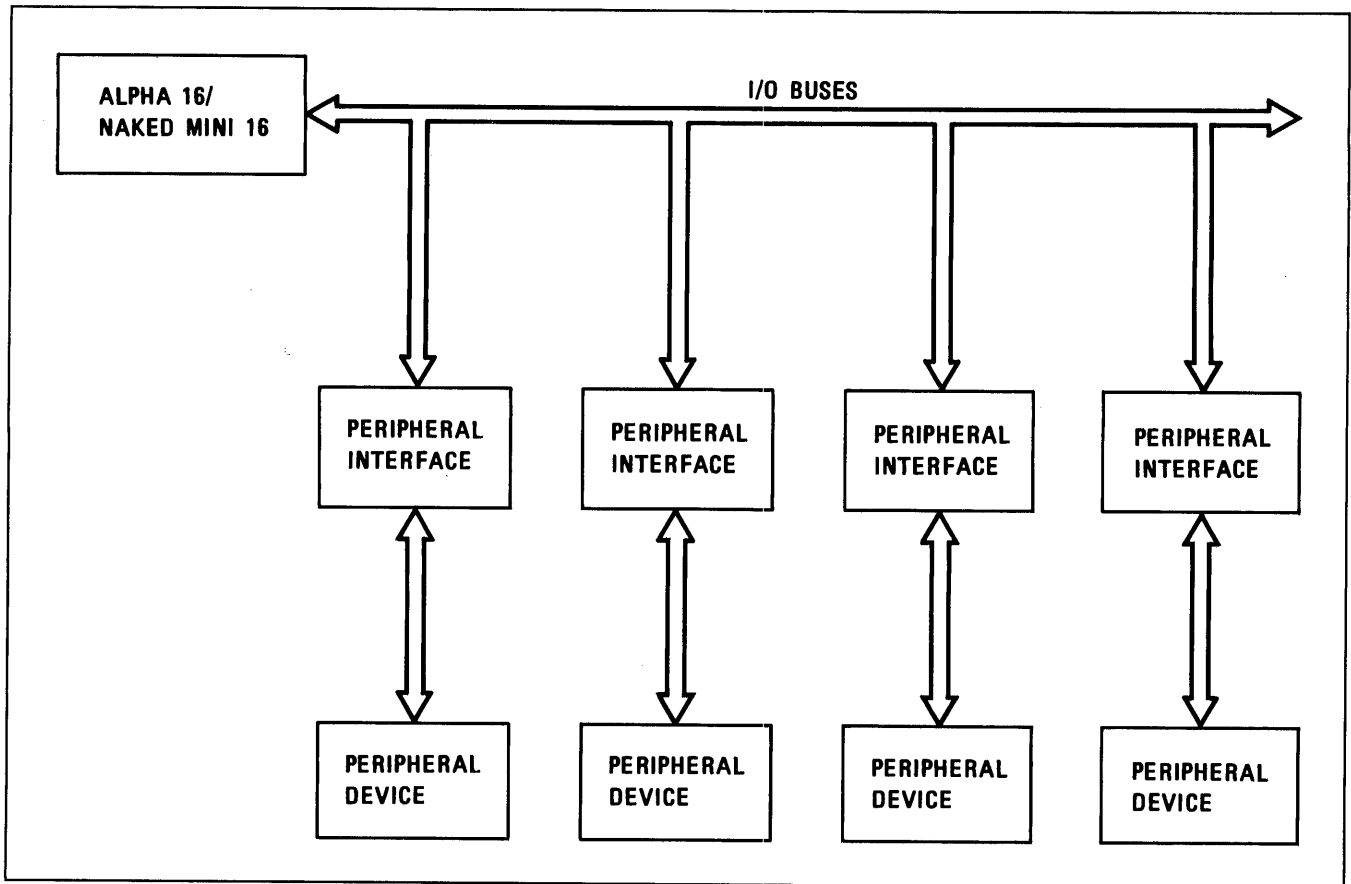 ALPHA 16/
NAKED MINI 16
I/O BUSES
PERIPHERAL
INTERFACE
PERIPHERAL
INTERFACE
PERIPHERAL
INTERFACE
PERIPHERAL
INTERFACE
PERIPHERAL
DEVICE
PERIPHERAL
DEVICE
PERIPHERAL
DEVICE
PERIPHERAL
DEVICE